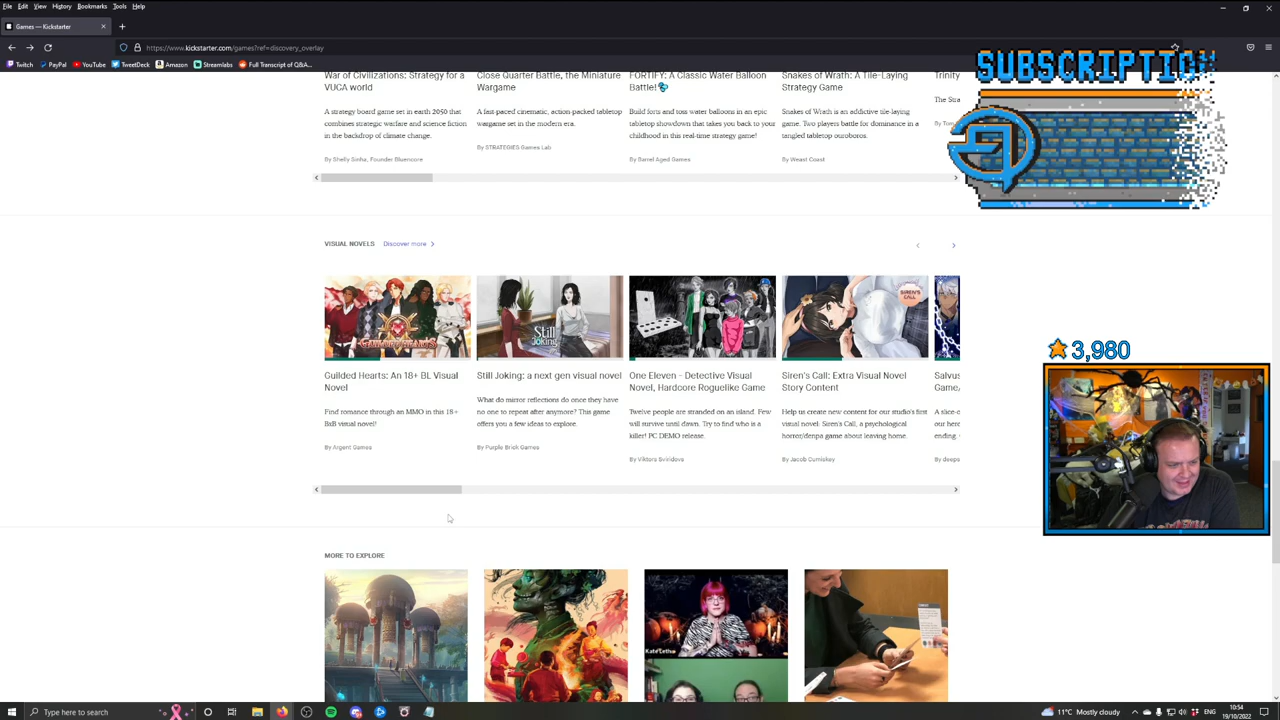 File Edit View History Bookmarks Tools Help
Games — Kickstarter
https://www.kickstarter.com/games?ref=discovery_overlay
Twitch PayPal YouTube TweetDeck Amazon Streamlabs Full Transcript of Q&A...
SUBSCRIPTION
War of Civilizations: Strategy for a
VUCA world
A strategy board game set in earth 2050 that
combines strategic warfare and science fiction
in the backdrop of climate change.
By Shelly Sinha, Founder Bluencore
Close Quarter Battle, the Miniature
Wargame
A fast-paced cinematic, action-packed tabletop
wargame set in the modern era.
By STRATEGIES Games Lab
FORTIFY: A Classic Water Balloon
Battle!
Build forts and toss water balloons in an epic
tabletop showdown that takes you back to your
childhood in this real-time strategy game!
By Barrel Aged Games
Snakes of Wrath: A Tile-Laying
Strategy Game
Snakes of Wrath is an addictive tile-laying
game. Two players battle for dominance in a
tangled tabletop ouroboros.
By Weast Coast
Trinity
The Stra
By Tom
VISUAL NOVELS Discover more
Guilded Hearts: An 18+ BL Visual
Novel
Find romance through an MMO in this 18+
BxB visual novel!
By Argent Games
Still
Joking
Still Joking: a next gen visual novel
What do mirror reflections do once they have
no one to repeat after anymore? This game
offers you a few ideas to explore.
By Purple Brick Games
One Eleven - Detective Visual
Novel, Hardcore Roguelike Game
Twelve people are stranded on an island. Few
will survive until dawn. Try to find who is a
killer! PC DEMO release.
By Viktors Sviridovs
SIREN'S
CALL
Siren's Call: Extra Visual Novel
Story Content
Help us create new content for our studio's first
visual novel: Siren's Call, a psychological
horror/denpa game about leaving home.
By Jacob Cumiskey
Salvus
Game,
A slice-o
our hero
ending.
By deeps
3,980
MORE TO EXPLORE
Type here to search
11°C Mostly cloudy
ENG
10:54
19/10/2022